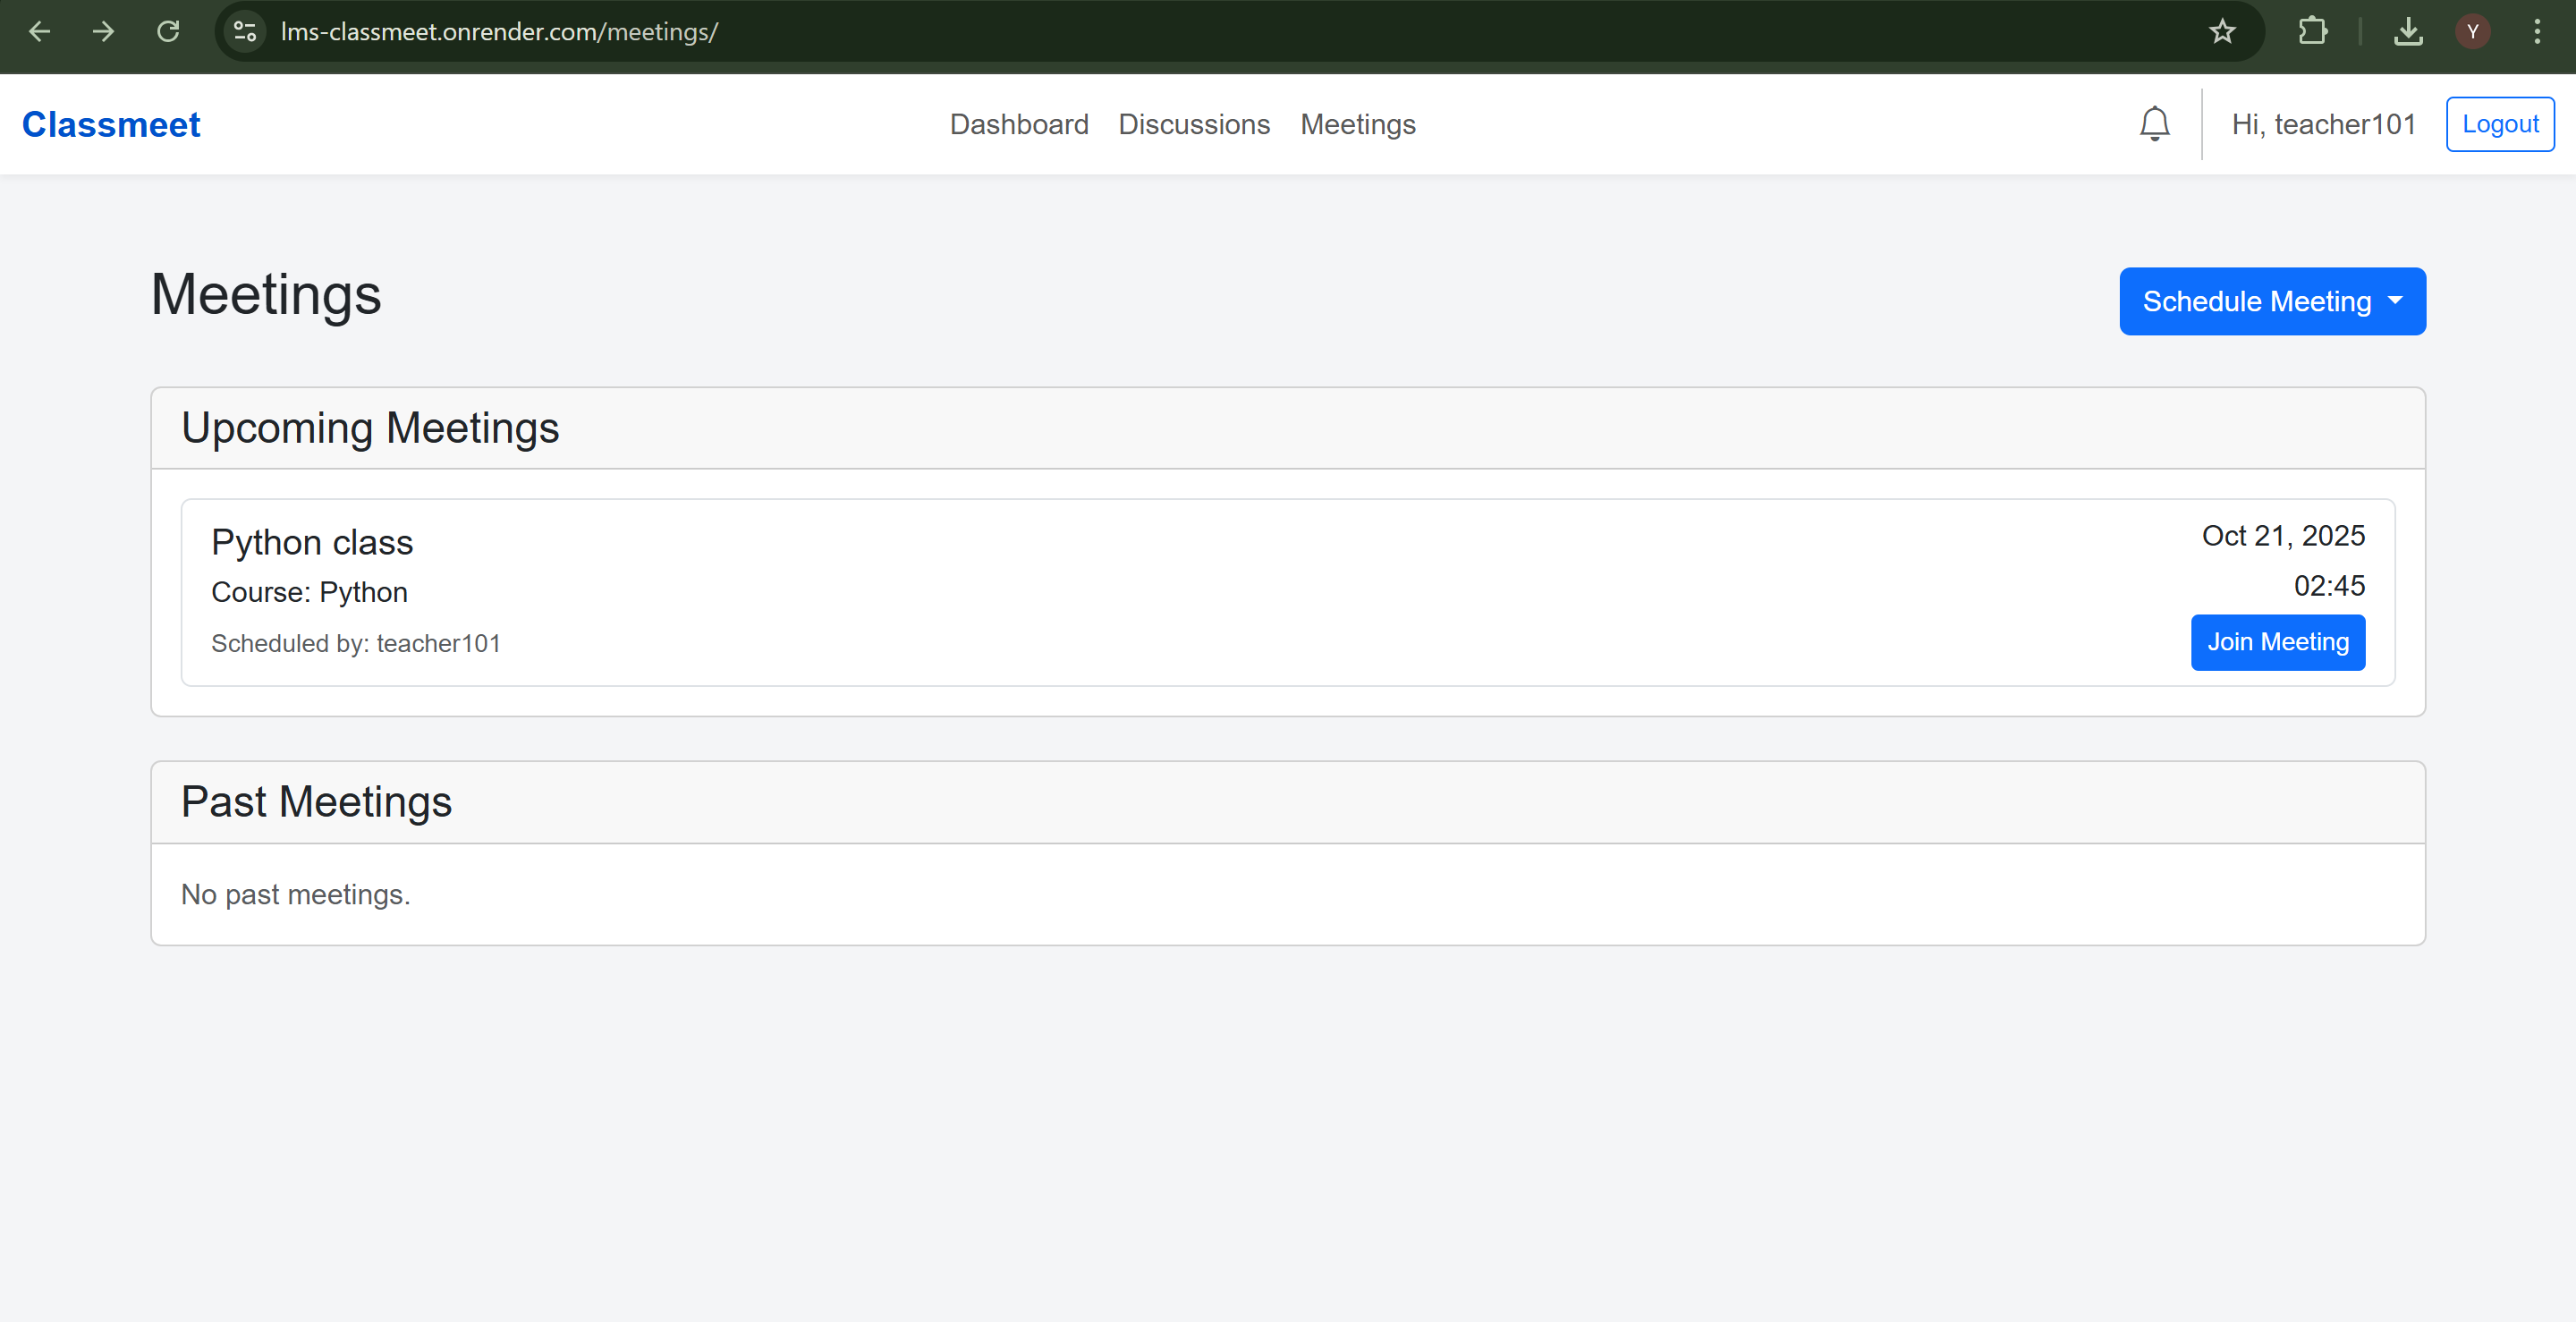 lms-classmeet.onrender.com/meetings/
Y
Classmeet
Dashboard Discussions Meetings
Hi, teacher101
Logout
Meetings
Schedule Meeting
Upcoming Meetings
Python class
Oct 21, 2025
Course: Python
02:45
Scheduled by: teacher101
Join Meeting
Past Meetings
No past meetings.